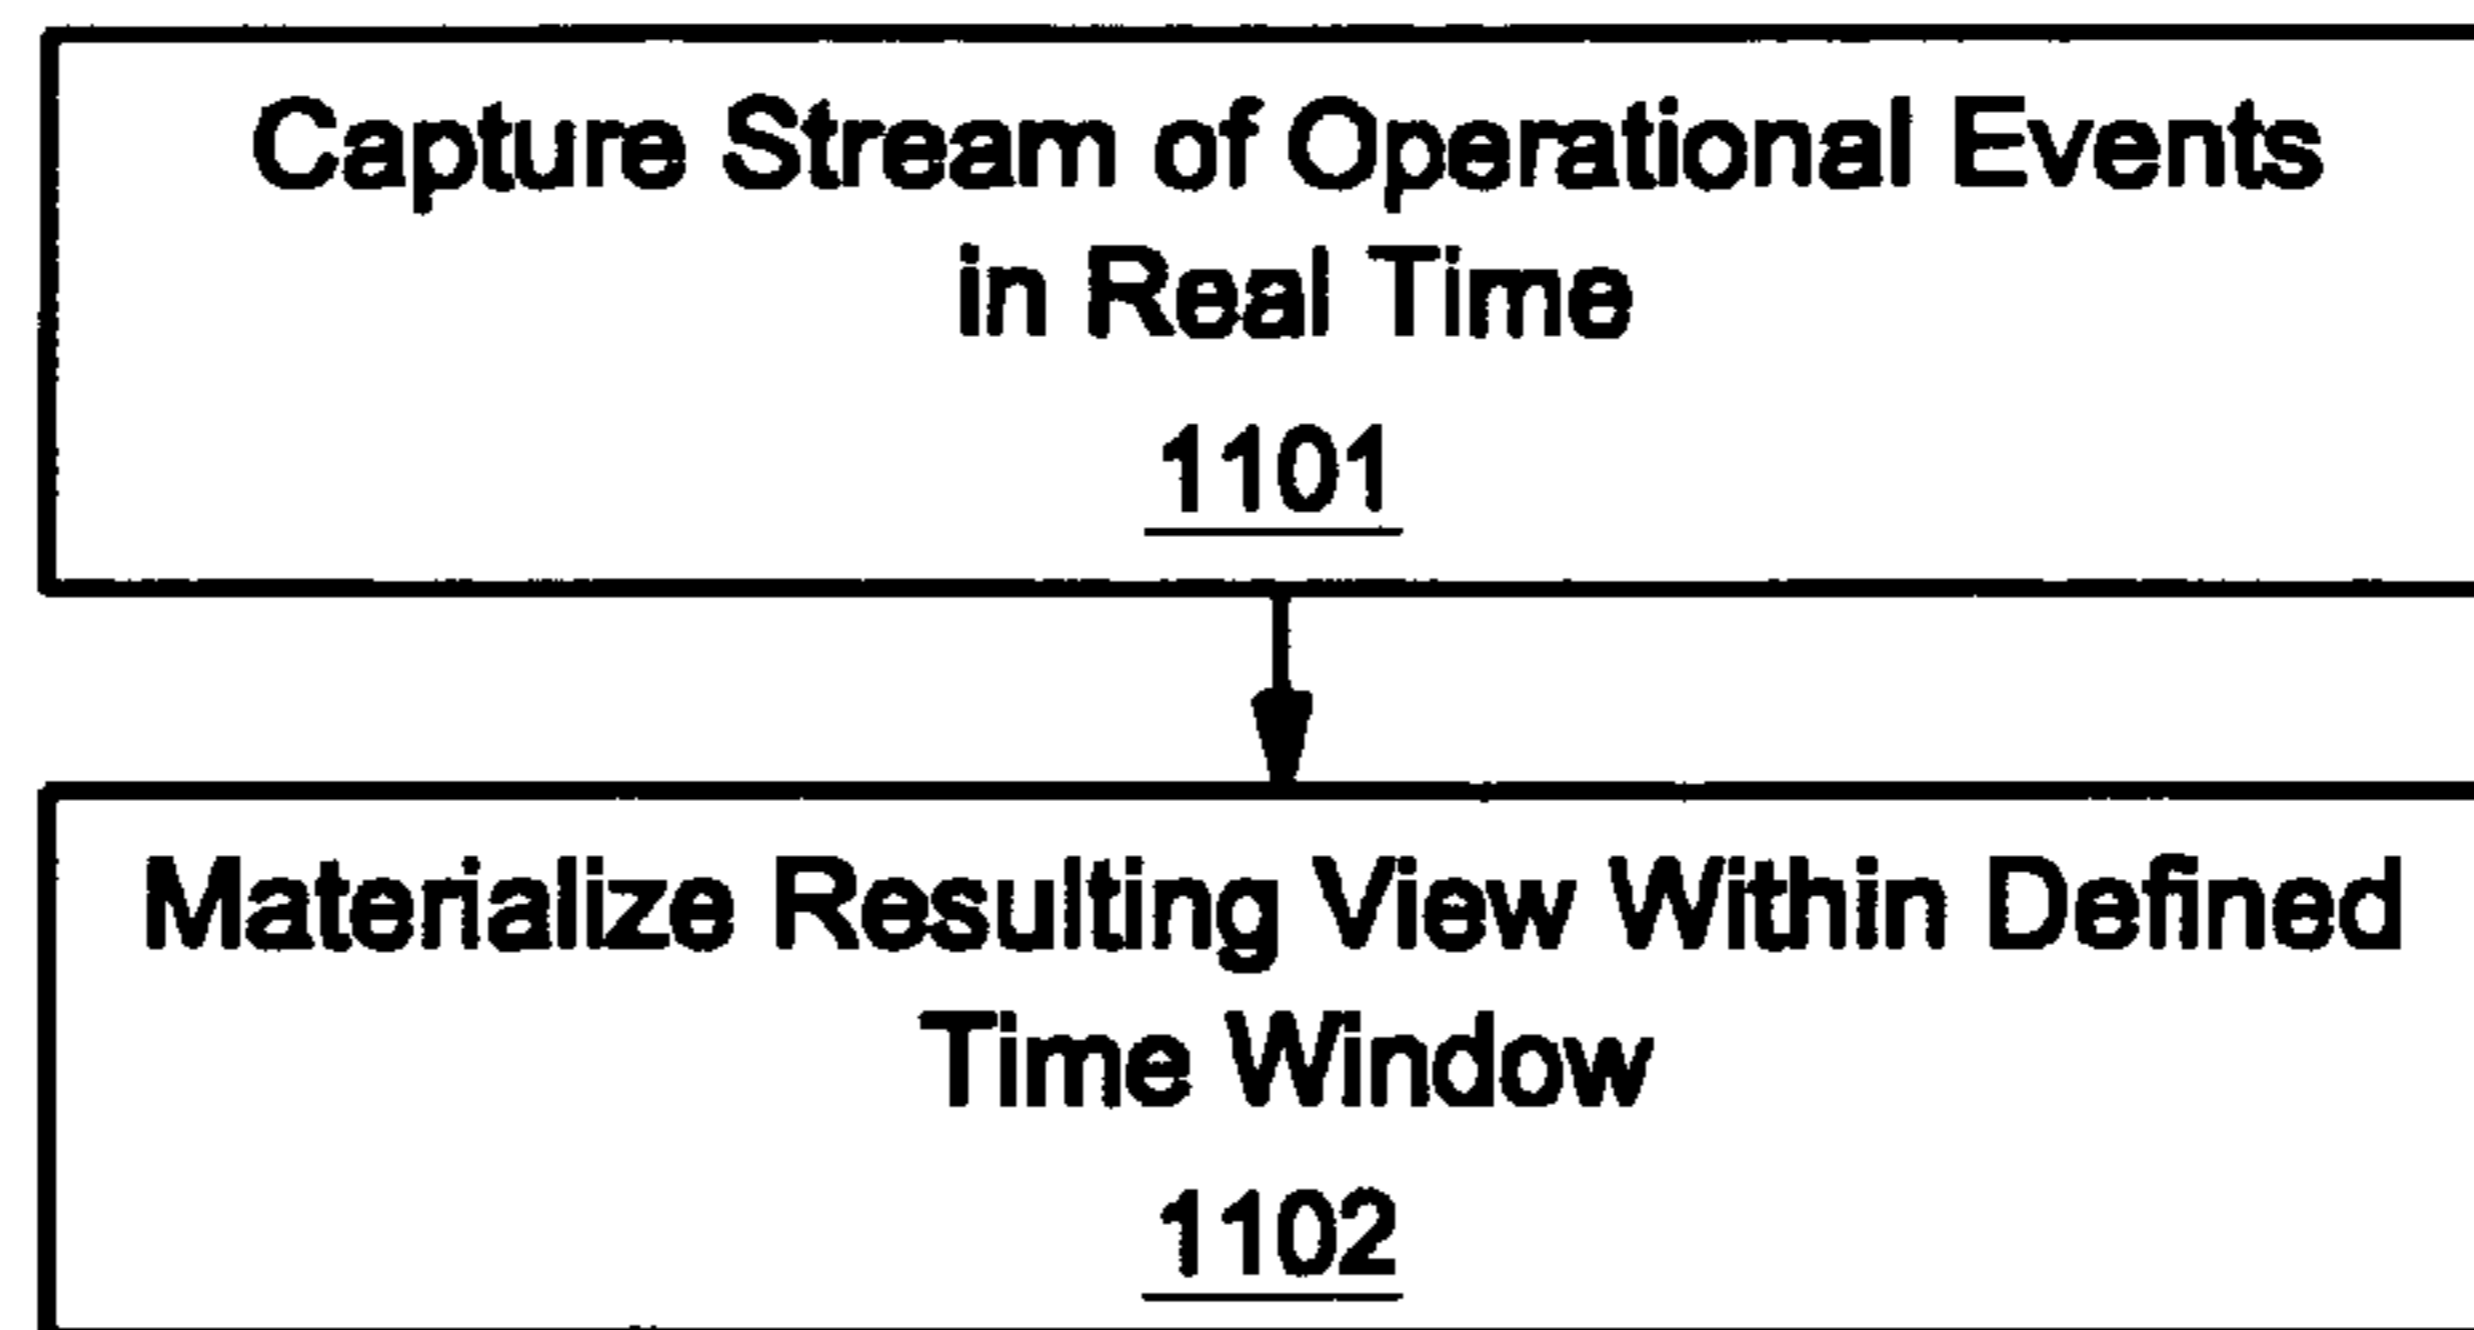 Capture Stream of Operational Events
in Real Time
1101
Materialize Resulting View Within Defined
Time Window
1102